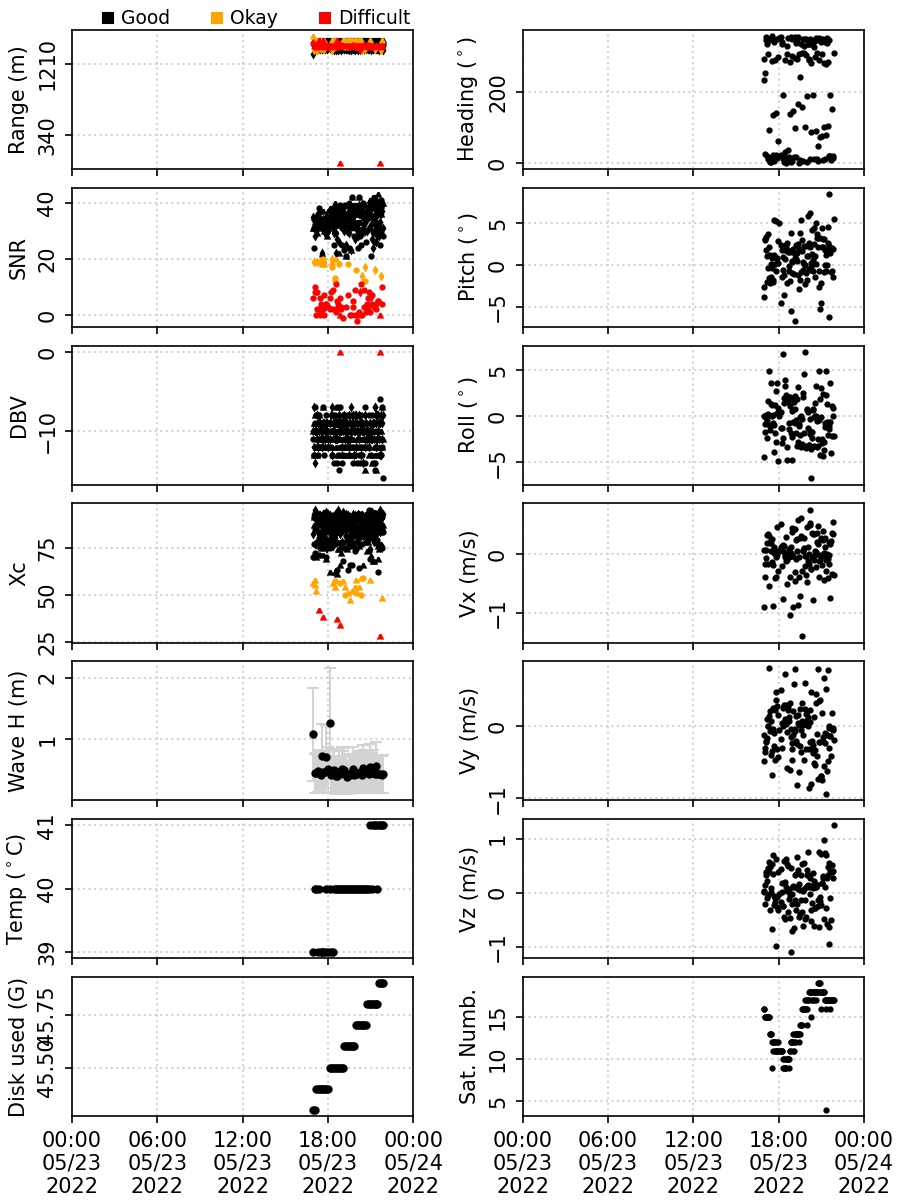 Good Okay Difficult
Range (m)
1210
340
Heading (°)
200
0
SNR
40
20
0
Pitch (°)
5
0
−5
DBV
0
−10
Roll (°)
5
0
−5
Xc
75
50
25
Vx (m/s)
0
−1
Wave H (m)
2
1
Vy (m/s)
0
−1
Temp (°C)
41
40
39
Vz (m/s)
1
0
−1
Disk used (G)
45.75
45.50
Sat. Numb.
15
10
5
00:00 06:00 12:00 18:00 00:00 00:00 06:00 12:00 18:00 00:00
05/23 05/23 05/23 05/23 05/24 05/23 05/23 05/23 05/23 05/24
2022 2022 2022 2022 2022 2022 2022 2022 2022 2022